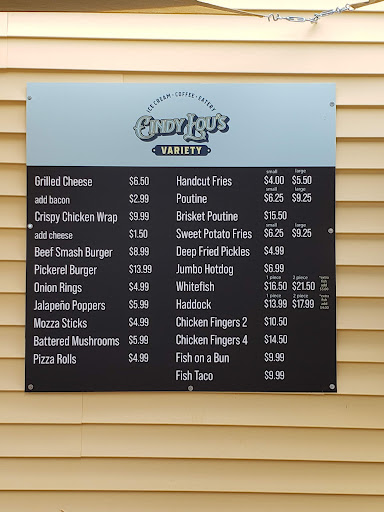 ICE CREAM · COFFEE · EATERY
CINDY LOU'S
VARIETY
Grilled Cheese $6.50
add bacon $2.99
Crispy Chicken Wrap $9.99
add cheese $1.50
Beef Smash Burger $8.99
Pickerel Burger $13.99
Onion Rings $4.99
Jalapeño Poppers $5.99
Mozza Sticks $4.99
Battered Mushrooms $5.99
Pizza Rolls $4.99
small large
Handcut Fries $4.00 $5.50
small large
Poutine $6.25 $9.25
Brisket Poutine $15.50
small large
Sweet Potato Fries $6.25 $9.25
Deep Fried Pickles $4.99
Jumbo Hotdog $6.99
1 piece 2 piece
Whitefish $16.50 $21.50
1 piece 2 piece
Haddock $13.99 $17.99
Chicken Fingers 2 $10.50
Chicken Fingers 4 $14.50
Fish on a Bun $9.99
Fish Taco $9.99